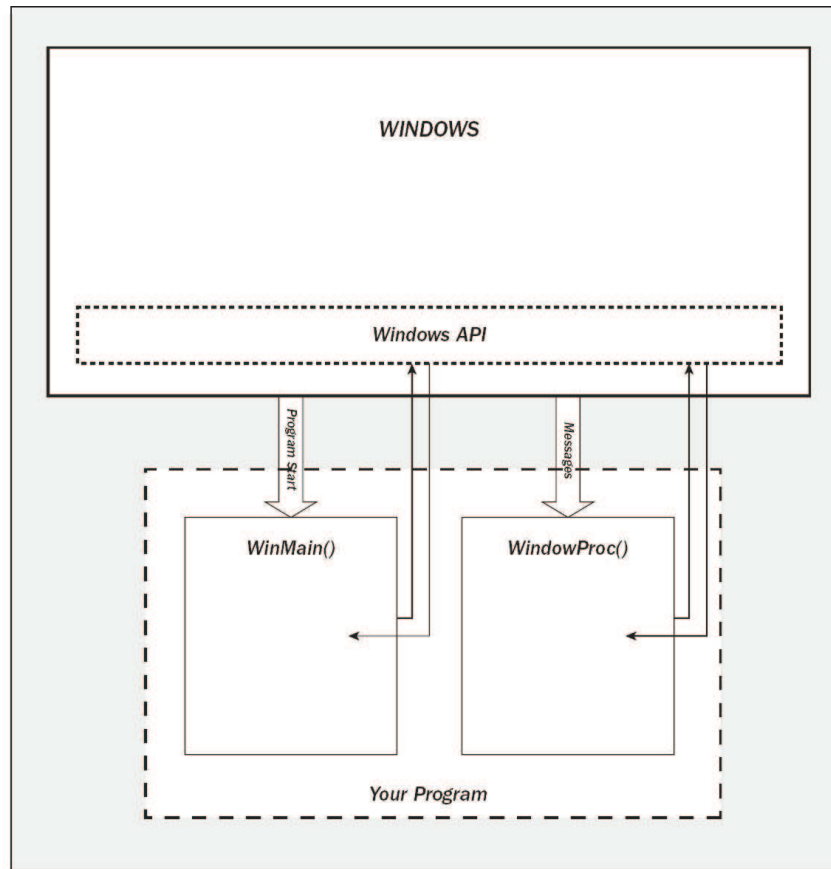 WINDOWS
Windows API
Program Start
Messages
WinMain()
WindowProc()
Your Program